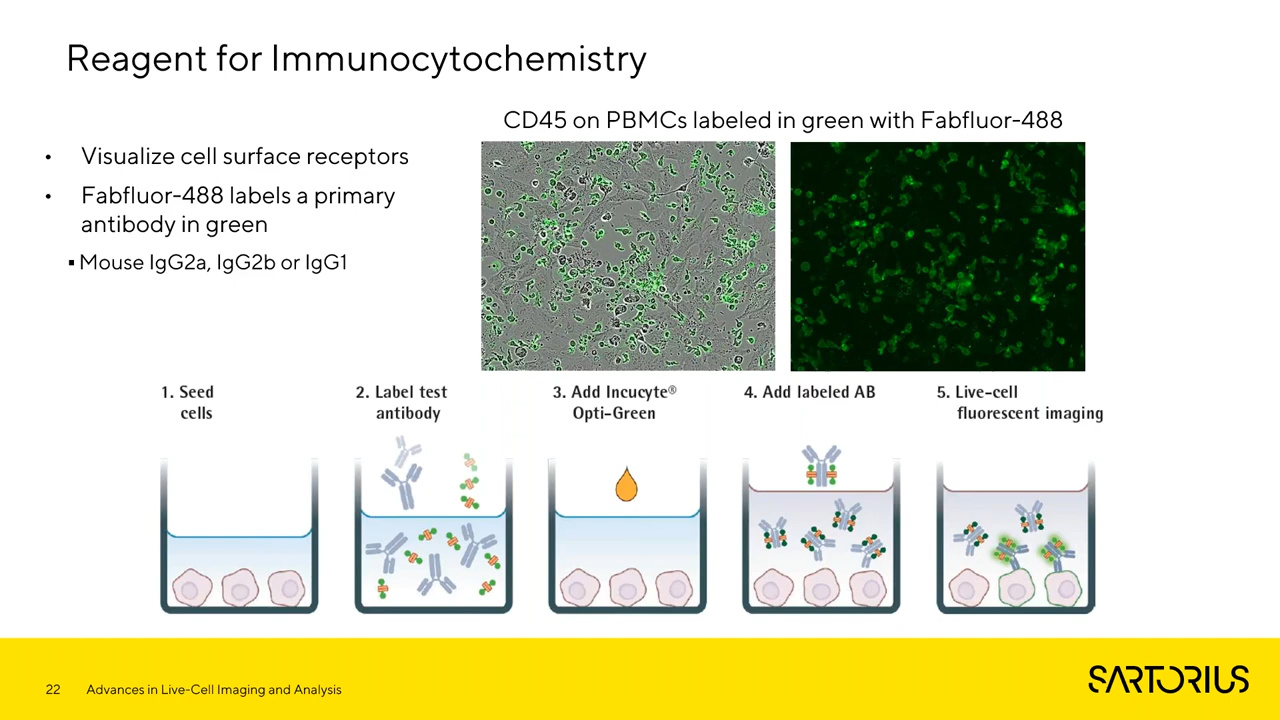 Reagent for Immunocytochemistry
CD45 on PBMCs labeled in green with Fabfluor-488
• Visualize cell surface receptors
• Fabfluor-488 labels a primary
antibody in green
▪ Mouse IgG2a, IgG2b or IgG1
1. Seed
cells
2. Label test
antibody
3. Add Incucyte®
Opti-Green
4. Add labeled AB
5. Live-cell
fluorescent imaging
22 Advances in Live-Cell Imaging and Analysis
SARTORIUS